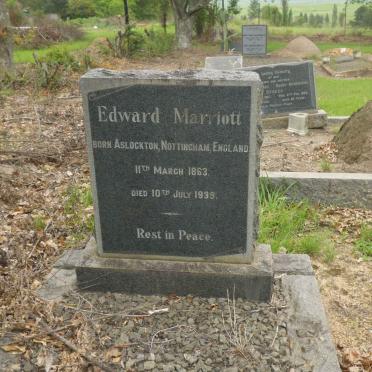 Edward Marriott
BORN ASLOCKTON, NOTTINGHAM, ENGLAND
11TH MARCH 1863.
DIED 10TH JULY 1939.
REST IN PEACE.